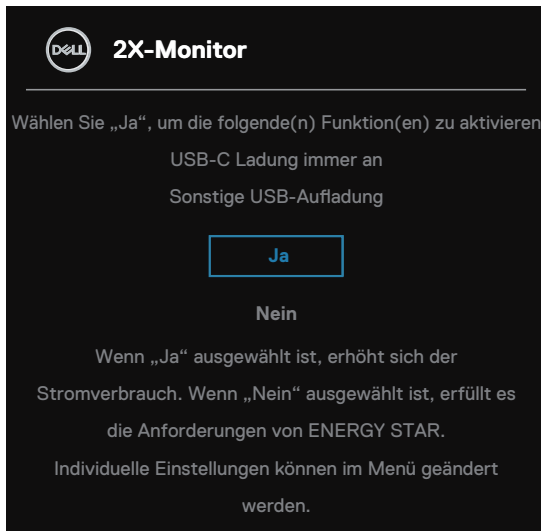 DELL
2X-Monitor
Wählen Sie „Ja“, um die folgende(n) Funktion(en) zu aktivieren
USB-C Ladung immer an
Sonstige USB-Aufladung
Ja
Nein
Wenn „Ja“ ausgewählt ist, erhöht sich der
Stromverbrauch. Wenn „Nein“ ausgewählt ist, erfüllt es
die Anforderungen von ENERGY STAR.
Individuelle Einstellungen können im Menü geändert
werden.